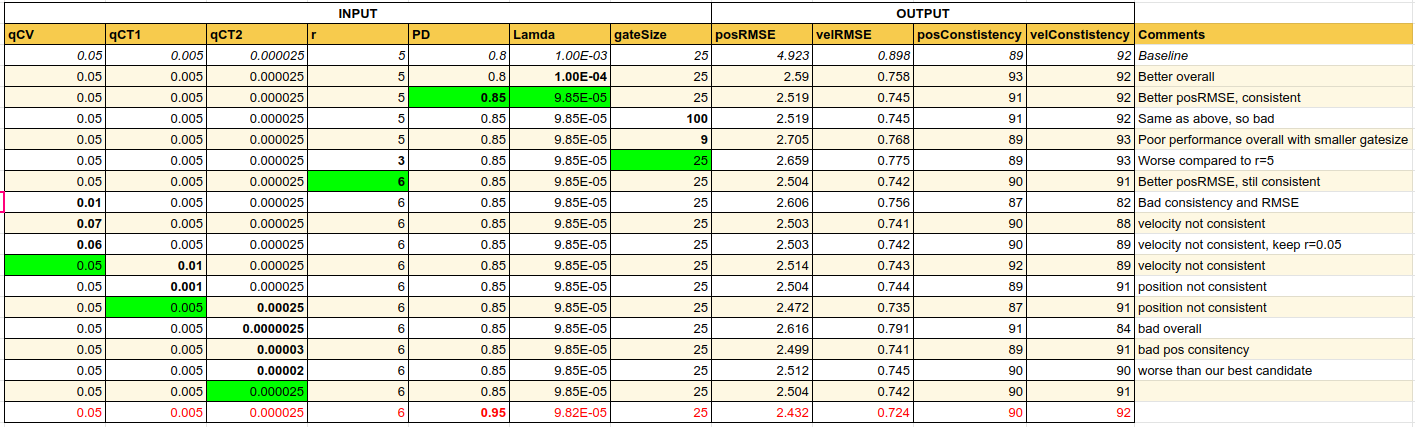 INPUT OUTPUT
qCV qCT1 qCT2 r PD Lamda gateSize posRMSE velRMSE posConstistency velConstistency Comments
0.05 0.005 0.000025 5 0.8 1.00E-03 25 4.923 0.898 89 92 Baseline
0.05 0.005 0.000025 5 0.8 1.00E-04 25 2.59 0.758 93 92 Better overall
0.05 0.005 0.000025 5 0.85 9.85E-05 25 2.519 0.745 91 92 Better posRMSE, consistent
0.05 0.005 0.000025 5 0.85 9.85E-05 100 2.519 0.745 91 92 Same as above, so bad
0.05 0.005 0.000025 5 0.85 9.85E-05 9 2.705 0.768 89 93 Poor performance overall with smaller gatesize
0.05 0.005 0.000025 3 0.85 9.85E-05 25 2.659 0.775 89 93 Worse compared to r=5
0.05 0.005 0.000025 6 0.85 9.85E-05 25 2.504 0.742 90 91 Better posRMSE, stil consistent
0.01 0.005 0.000025 6 0.85 9.85E-05 25 2.606 0.756 87 82 Bad consistency and RMSE
0.07 0.005 0.000025 6 0.85 9.85E-05 25 2.503 0.741 90 88 velocity not consistent
0.06 0.005 0.000025 6 0.85 9.85E-05 25 2.503 0.742 90 89 velocity not consistent, keep r=0.05
0.05 0.01 0.000025 6 0.85 9.85E-05 25 2.514 0.743 92 89 velocity not consistent
0.05 0.001 0.000025 6 0.85 9.85E-05 25 2.504 0.744 89 91 position not consistent
0.05 0.005 0.00025 6 0.85 9.85E-05 25 2.472 0.735 87 91 position not consistent
0.05 0.005 0.0000025 6 0.85 9.85E-05 25 2.616 0.791 91 84 bad overall
0.05 0.005 0.00003 6 0.85 9.85E-05 25 2.499 0.741 89 91 bad pos consitency
0.05 0.005 0.00002 6 0.85 9.85E-05 25 2.512 0.745 90 90 worse than our best candidate
0.05 0.005 0.000025 6 0.85 9.85E-05 25 2.504 0.742 90 91
0.05 0.005 0.000025 6 0.95 9.82E-05 25 2.432 0.724 90 92